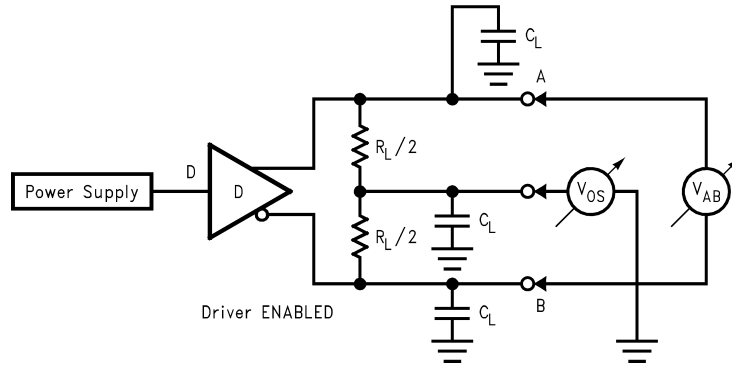 C_L
A
D
R_L/2
Power Supply
D
V_OS
V_AB
C_L
R_L/2
Driver ENABLED
C_L
B